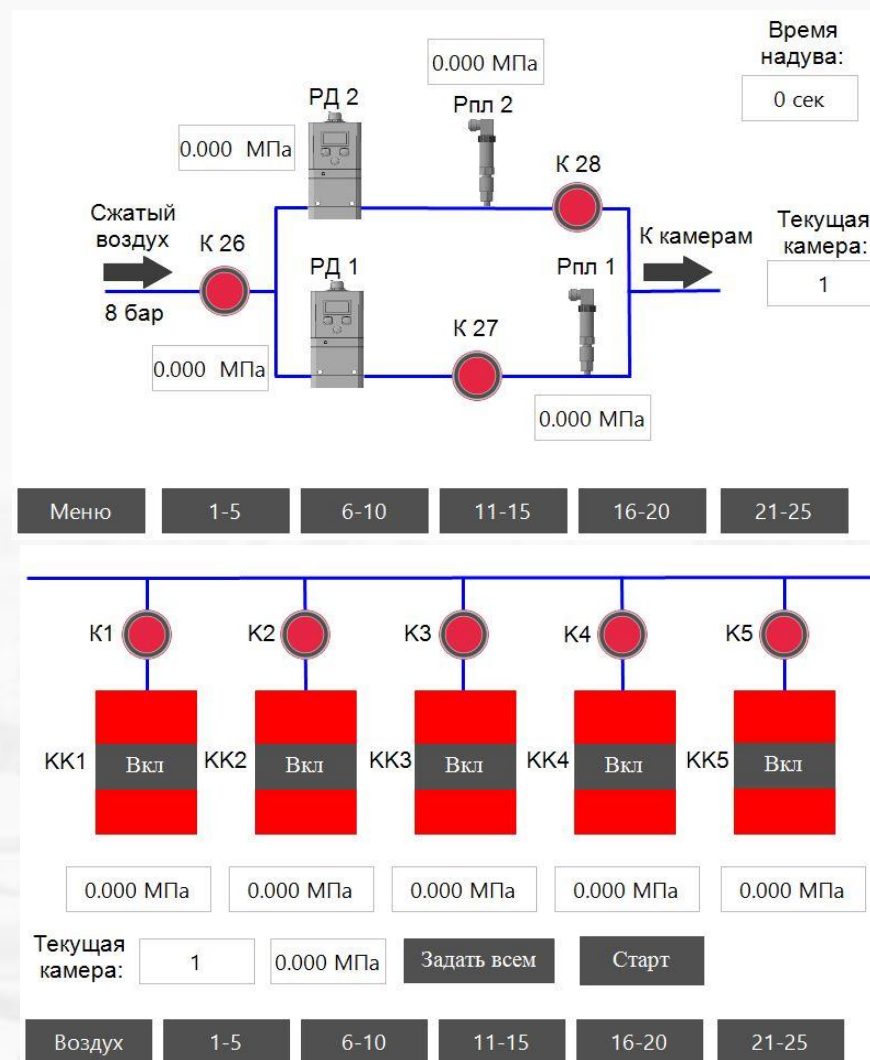 Время
надува:
0 сек
0.000 МПа
РД 2
Рпл 2
0.000 МПа
К 28
Сжатый
воздух
К 26
К камерам
Текущая
камера:
1
РД 1
Рпл 1
8 бар
К 27
0.000 МПа
0.000 МПа
Меню 1-5 6-10 11-15 16-20 21-25
К1 К2 К3 К4 К5
КК1 Вкл КК2 Вкл КК3 Вкл КК4 Вкл КК5 Вкл
0.000 МПа 0.000 МПа 0.000 МПа 0.000 МПа 0.000 МПа
Текущая
камера: 1 0.000 МПа Задать всем Старт
Воздух 1-5 6-10 11-15 16-20 21-25